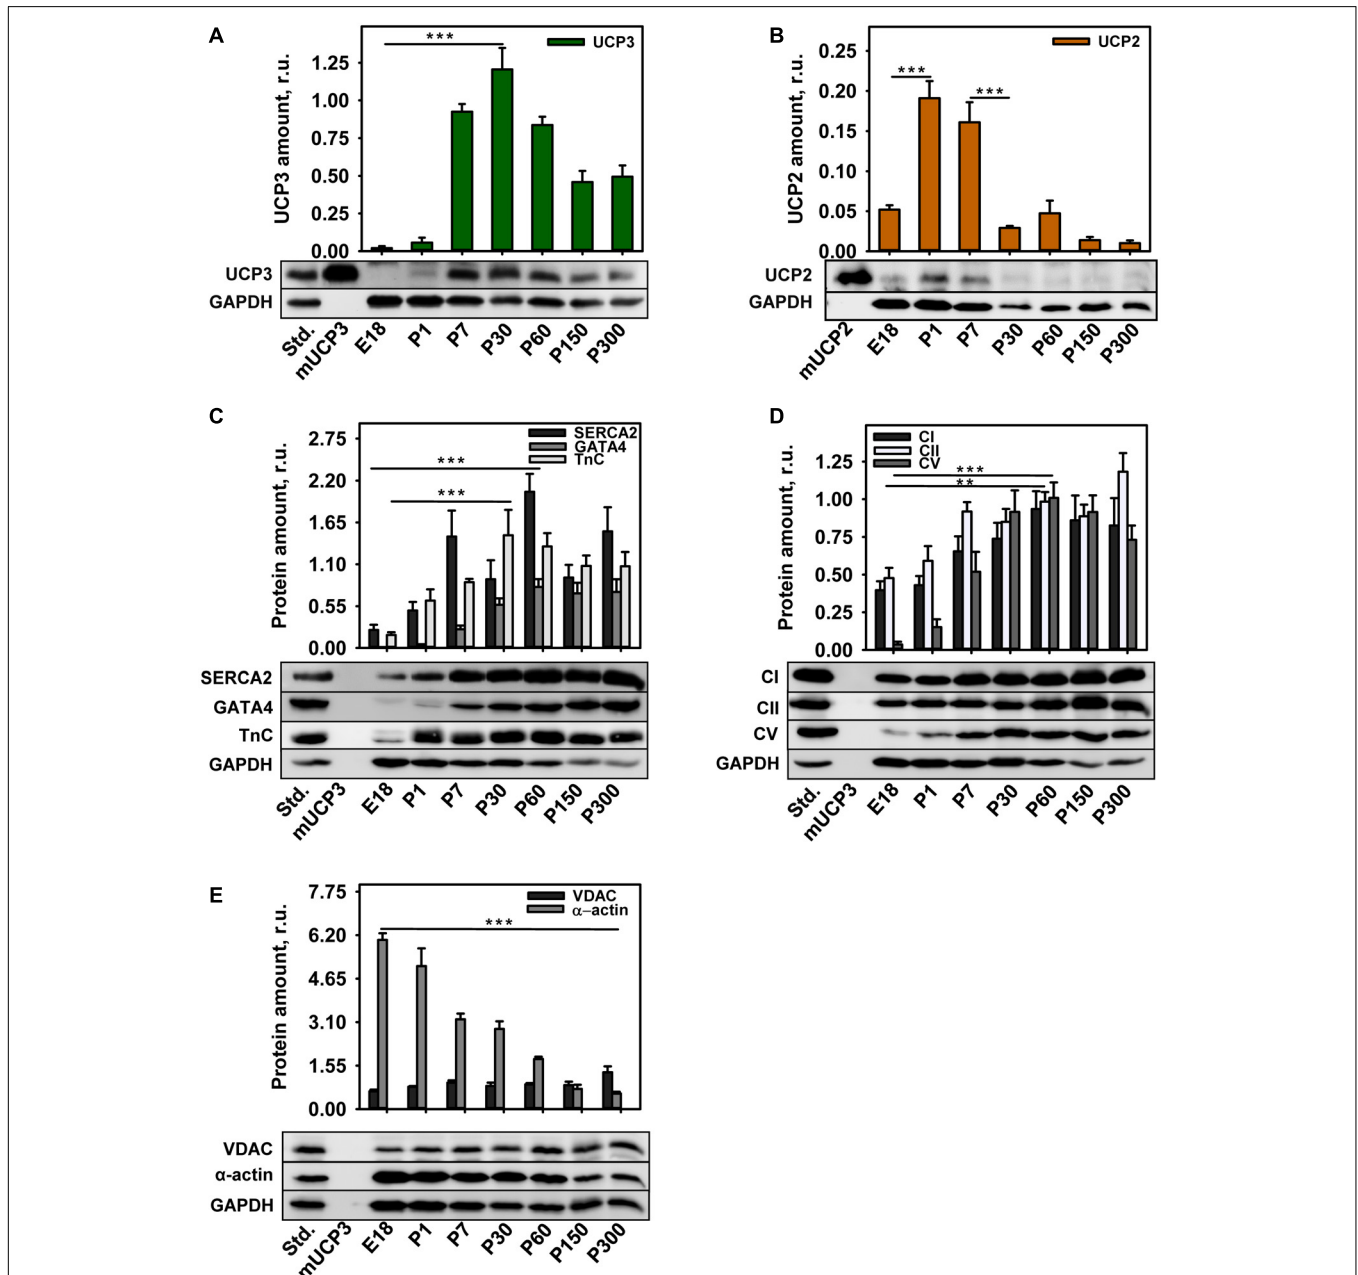 A
UCP3 amount, r.u.
1.25
1.00
0.75
0.50
0.25
0.00
***
UCP3
UCP3
GAPDH
Std.
mUCP3
E18
P1
P7
P30
P60
P150
P300
B
UCP2 amount, r.u.
0.25
0.20
0.15
0.10
0.05
0.00
***
***
UCP2
UCP2
GAPDH
mUCP2
E18
P1
P7
P30
P60
P150
P300
C
Protein amount, r.u.
2.75
2.20
1.65
1.10
0.55
0.00
SERCA2
GATA4
TnC
***
***
SERCA2
GATA4
TnC
GAPDH
Std.
mUCP3
E18
P1
P7
P30
P60
P150
P300
D
Protein amount, r.u.
1.25
1.00
0.75
0.50
0.25
0.00
CI
CII
CV
***
**
CI
CII
CV
GAPDH
Std.
mUCP3
E18
P1
P7
P30
P60
P150
P300
E
Protein amount, r.u.
7.75
6.20
4.65
3.10
1.55
0.00
VDAC
α–actin
***
VDAC
α-actin
GAPDH
Std.
mUCP3
E18
P1
P7
P30
P60
P150
P300